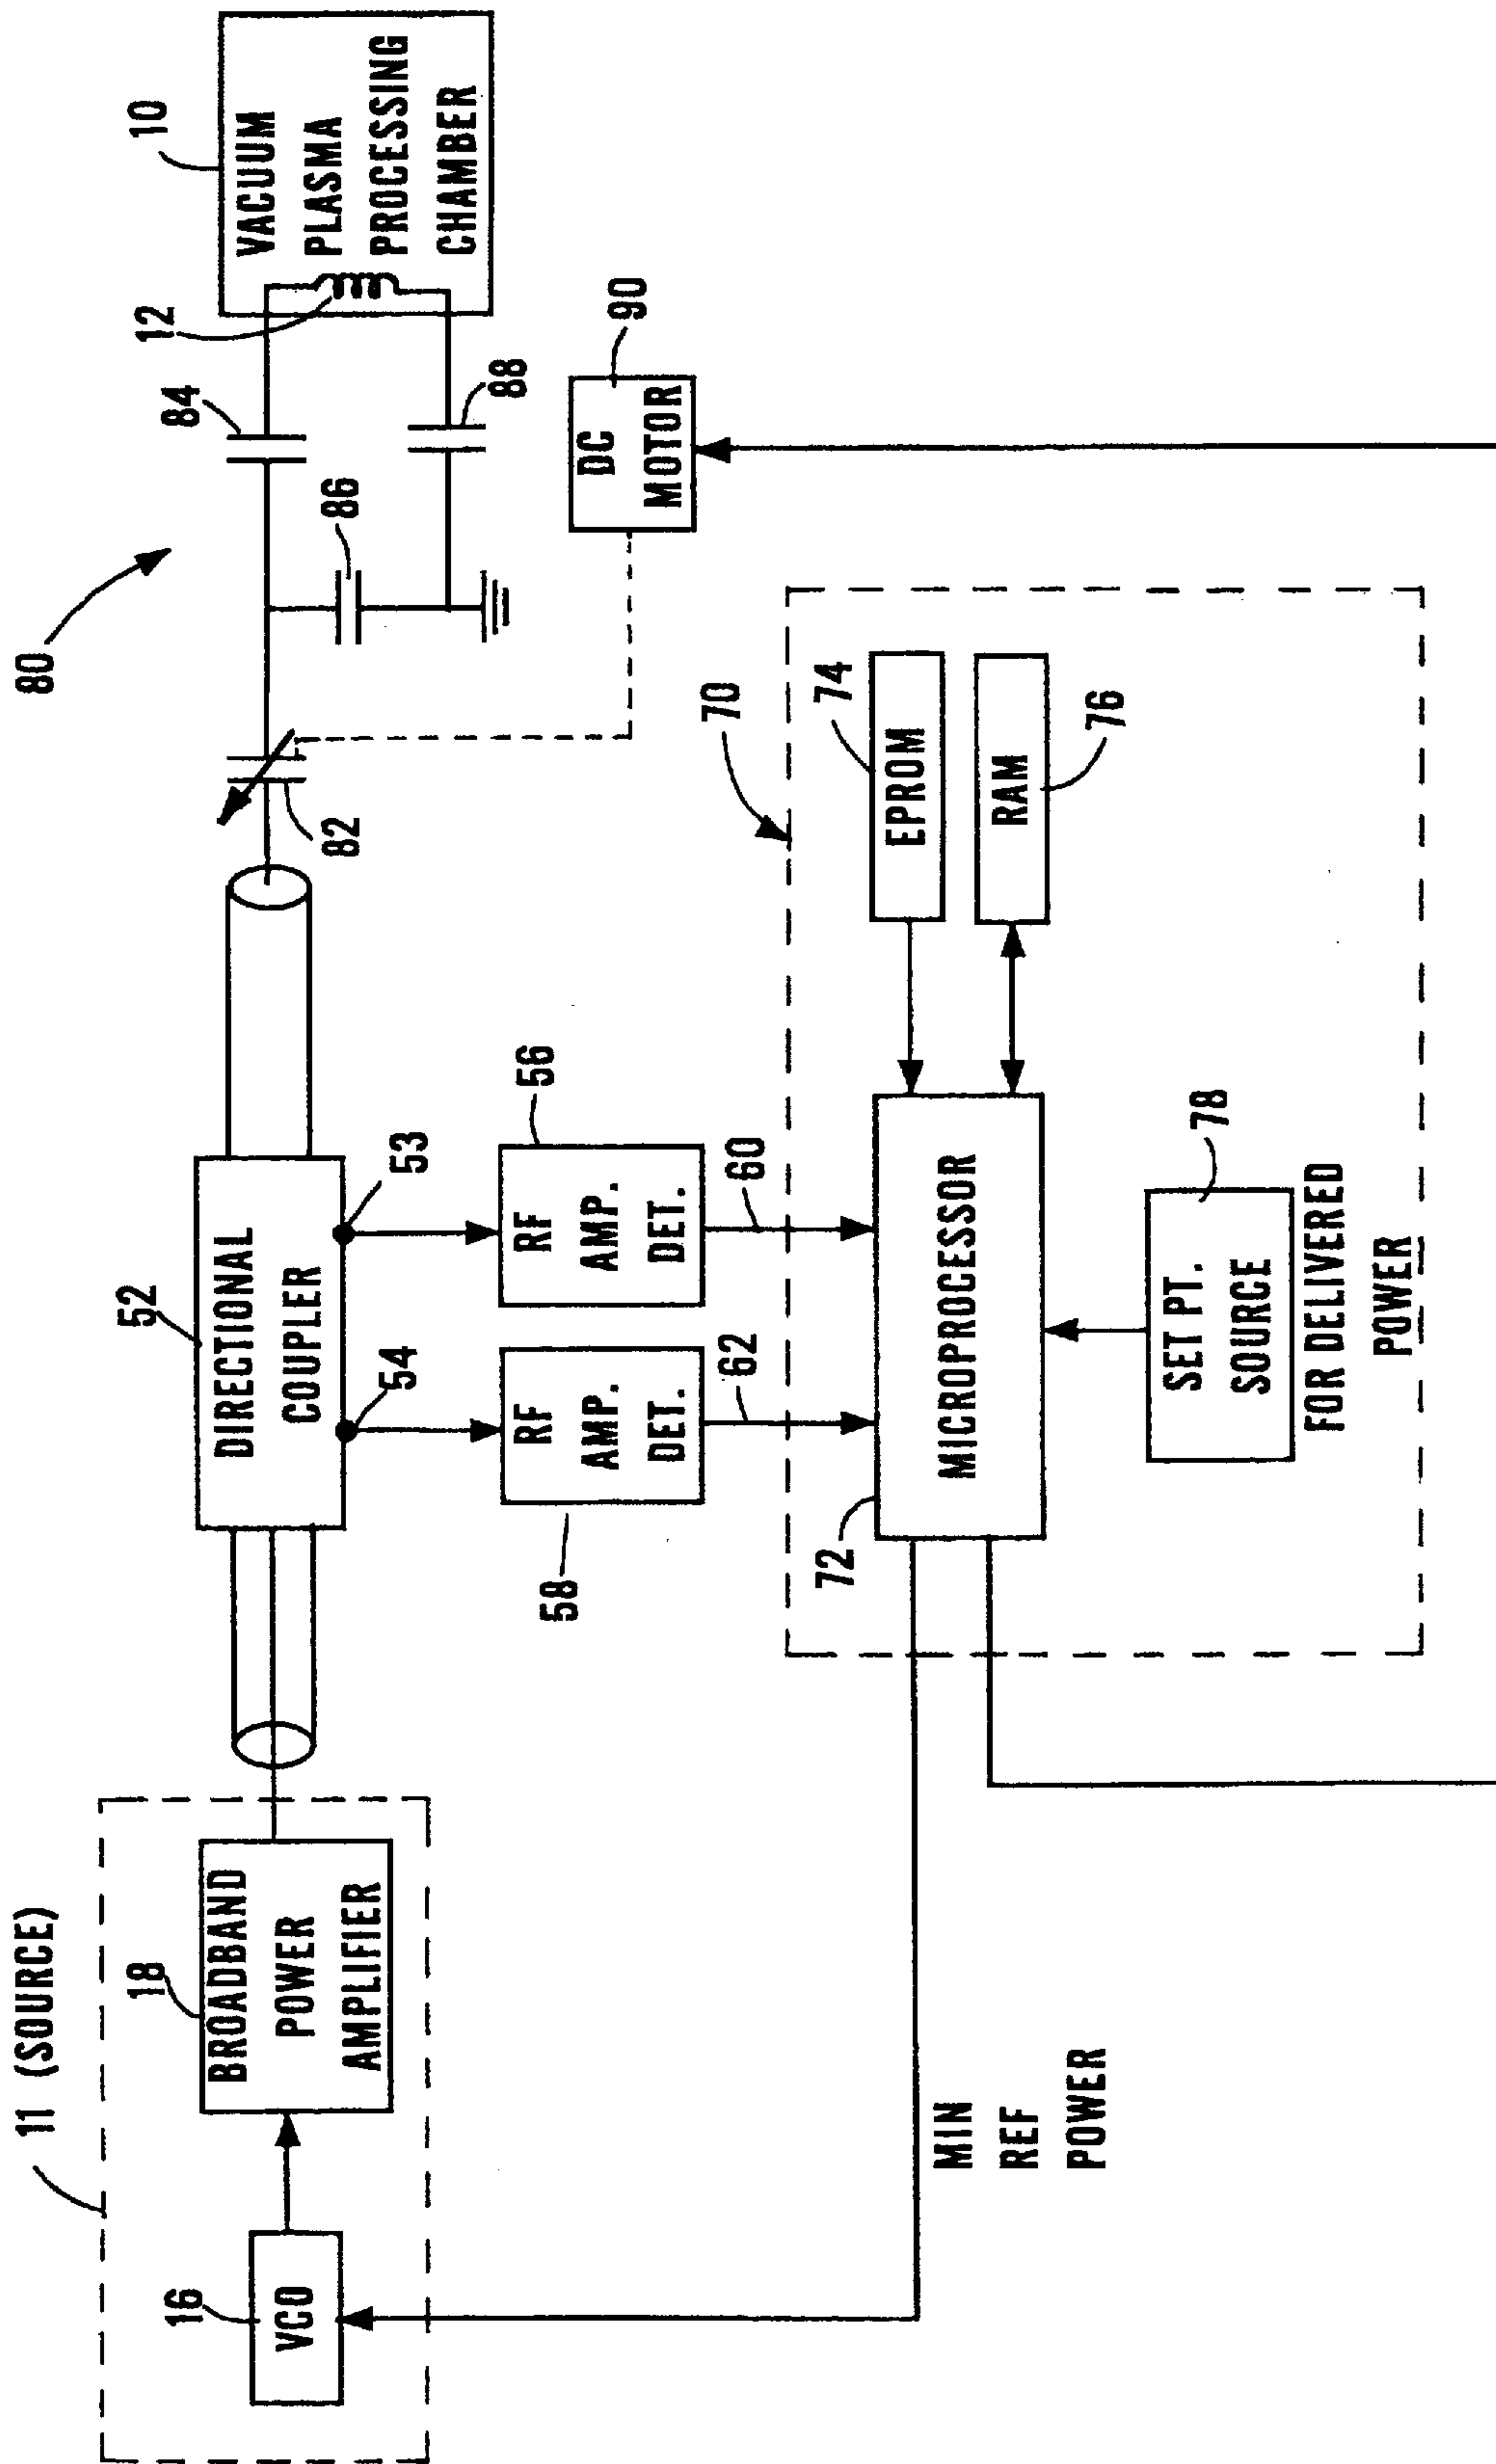 11 (SOURCE)
16
VCO
18
BROADBAND
POWER
AMPLIFIER
52
DIRECTIONAL
COUPLER
54
53
58
RF
AMP.
DET.
56
RF
AMP.
DET.
62
60
80
82
86
84
88
12
10
VACUUM
PLASMA
PROCESSING
CHAMBER
90
DC
MOTOR
70
72
MICROPROCESSOR
74
EPROM
RAM
76
78
SET PT.
SOURCE
FOR DELIVERED
POWER
MIN
REF
POWER